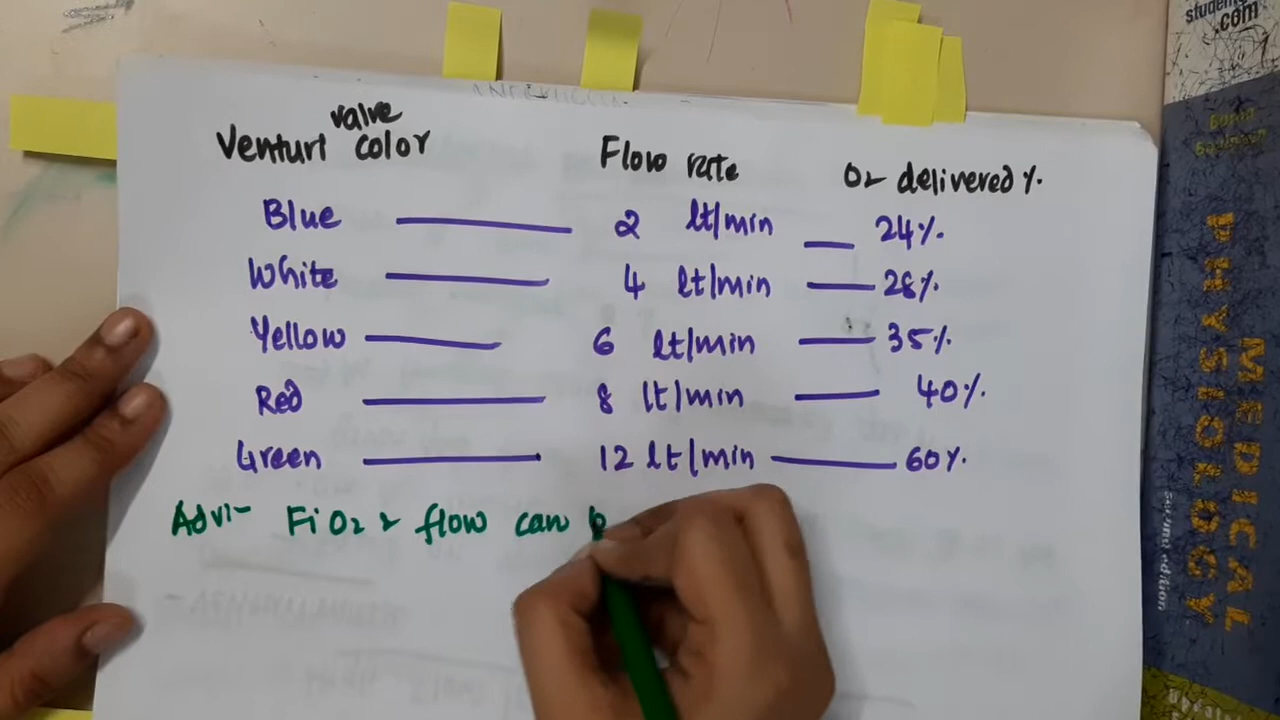 valve
Venturi color Flow rate O2 delivered %
Blue 2 lt/min 24%
White 4 lt/min 28%
Yellow 6 lt/min 35%
Red 8 lt/min 40%
Green 12 lt/min 60%
Adv:- FiO2 & flow can b
.com
MEDICAL
PHYSIOLOGY
second edition